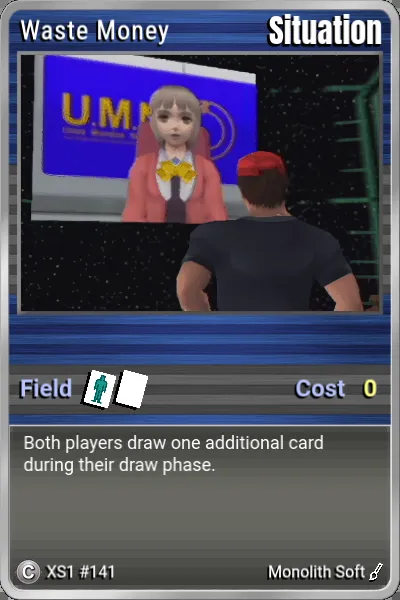 Waste Money
Situation
U.M.N
Field
Cost 0
Both players draw one additional card
during their draw phase.
C XS1 #141
Monolith Soft